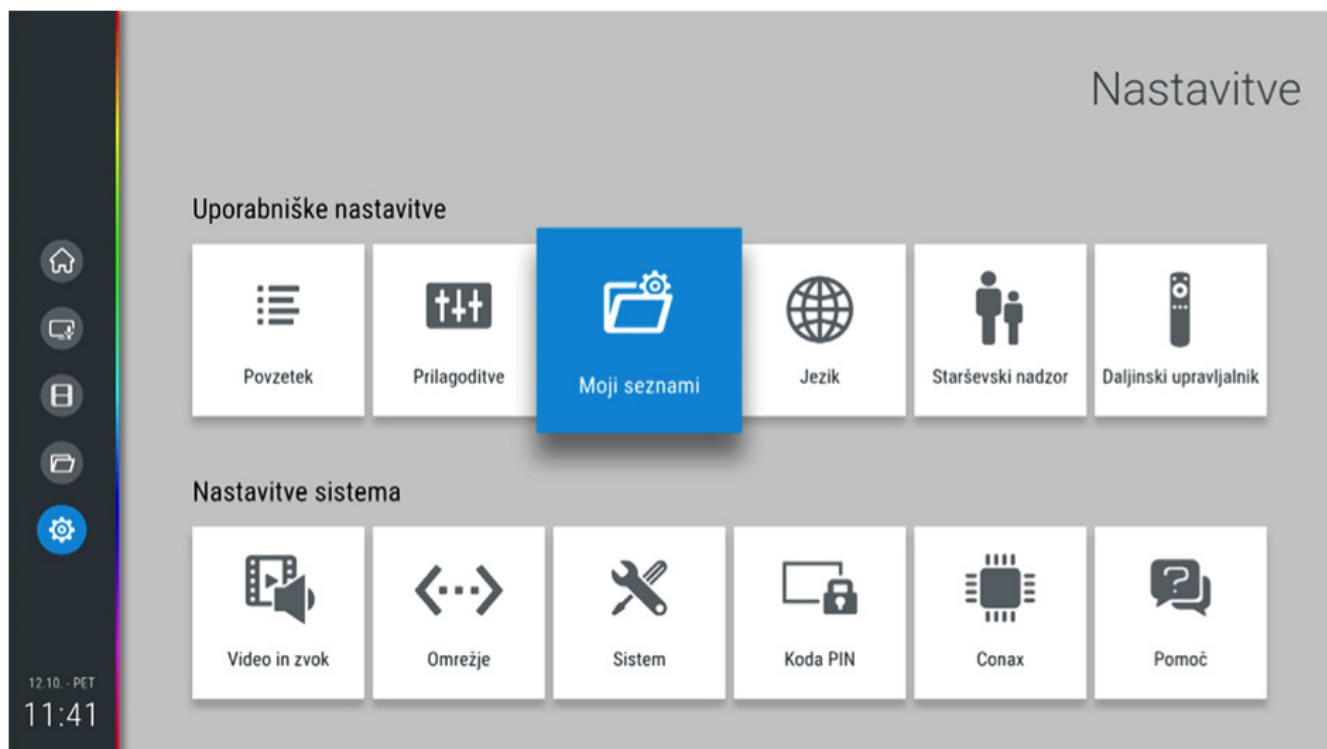 Nastavitve
Uporabniške nastavitve
Povzetek
Prilagoditve
Moji seznami
Jezik
Starševski nadzor
Daljinski upravljalnik
Nastavitve sistema
Video in zvok
Omrežje
Sistem
Koda PIN
Conax
Pomoč
12.10. - PET
11:41